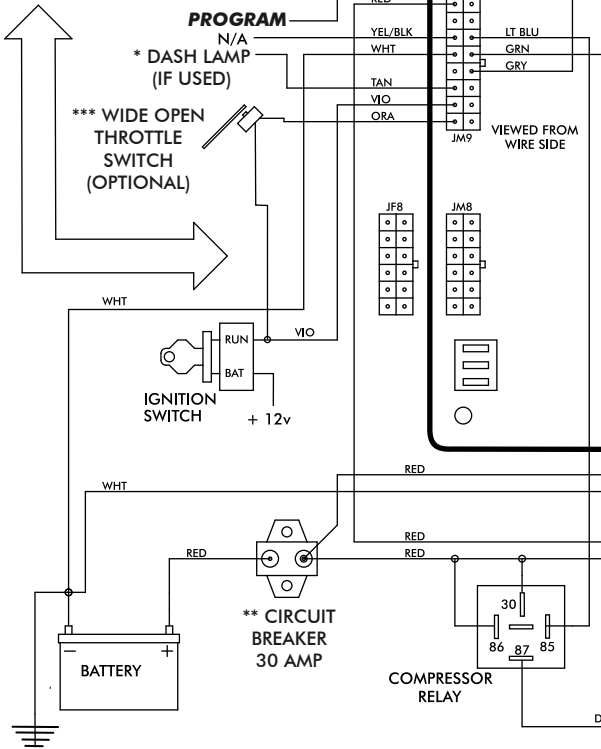 RED
PROGRAM
N/A
YEL/BLK
LT BLU
* DASH LAMP
(IF USED)
WHT
GRN
GRY
TAN
VIO
*** WIDE OPEN
THROTTLE
SWITCH
(OPTIONAL)
ORA
JM9
VIEWED FROM
WIRE SIDE
JF8
JM8
WHT
RUN
VIO
BAT
IGNITION
SWITCH
+ 12v
RED
WHT
RED
RED
RED
** CIRCUIT
BREAKER
30 AMP
30
86
87
85
BATTERY
− +
COMPRESSOR
RELAY